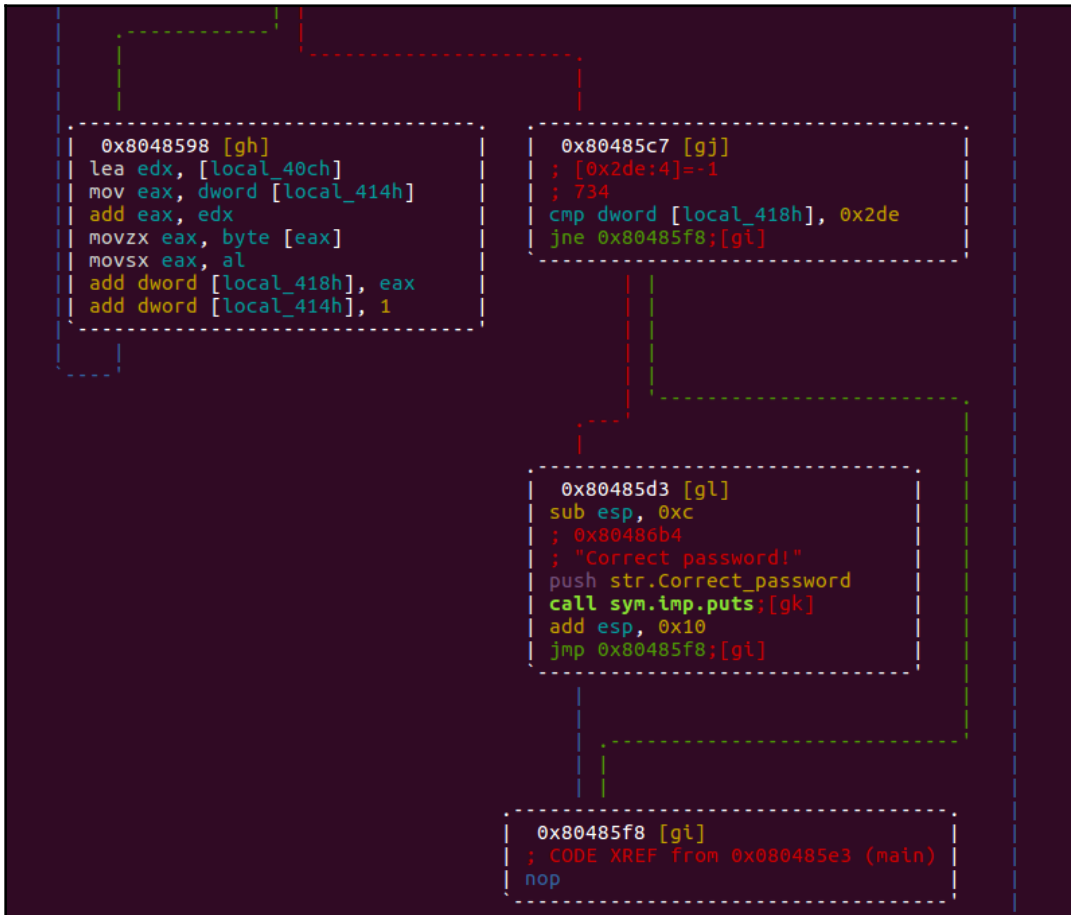 0x8048598 [gh]
lea edx, [local_40ch]
mov eax, dword [local_414h]
add eax, edx
movzx eax, byte [eax]
movsx eax, al
add dword [local_418h], eax
add dword [local_414h], 1
0x80485c7 [gj]
; [0x2de:4]=-1
; 734
cmp dword [local_418h], 0x2de
jne 0x80485f8;[gi]
0x80485d3 [gl]
sub esp, 0xc
; 0x80486b4
; "Correct password!"
push str.Correct_password
call sym.imp.puts;[gk]
add esp, 0x10
jmp 0x80485f8;[gi]
0x80485f8 [gi]
; CODE XREF from 0x080485e3 (main)
nop